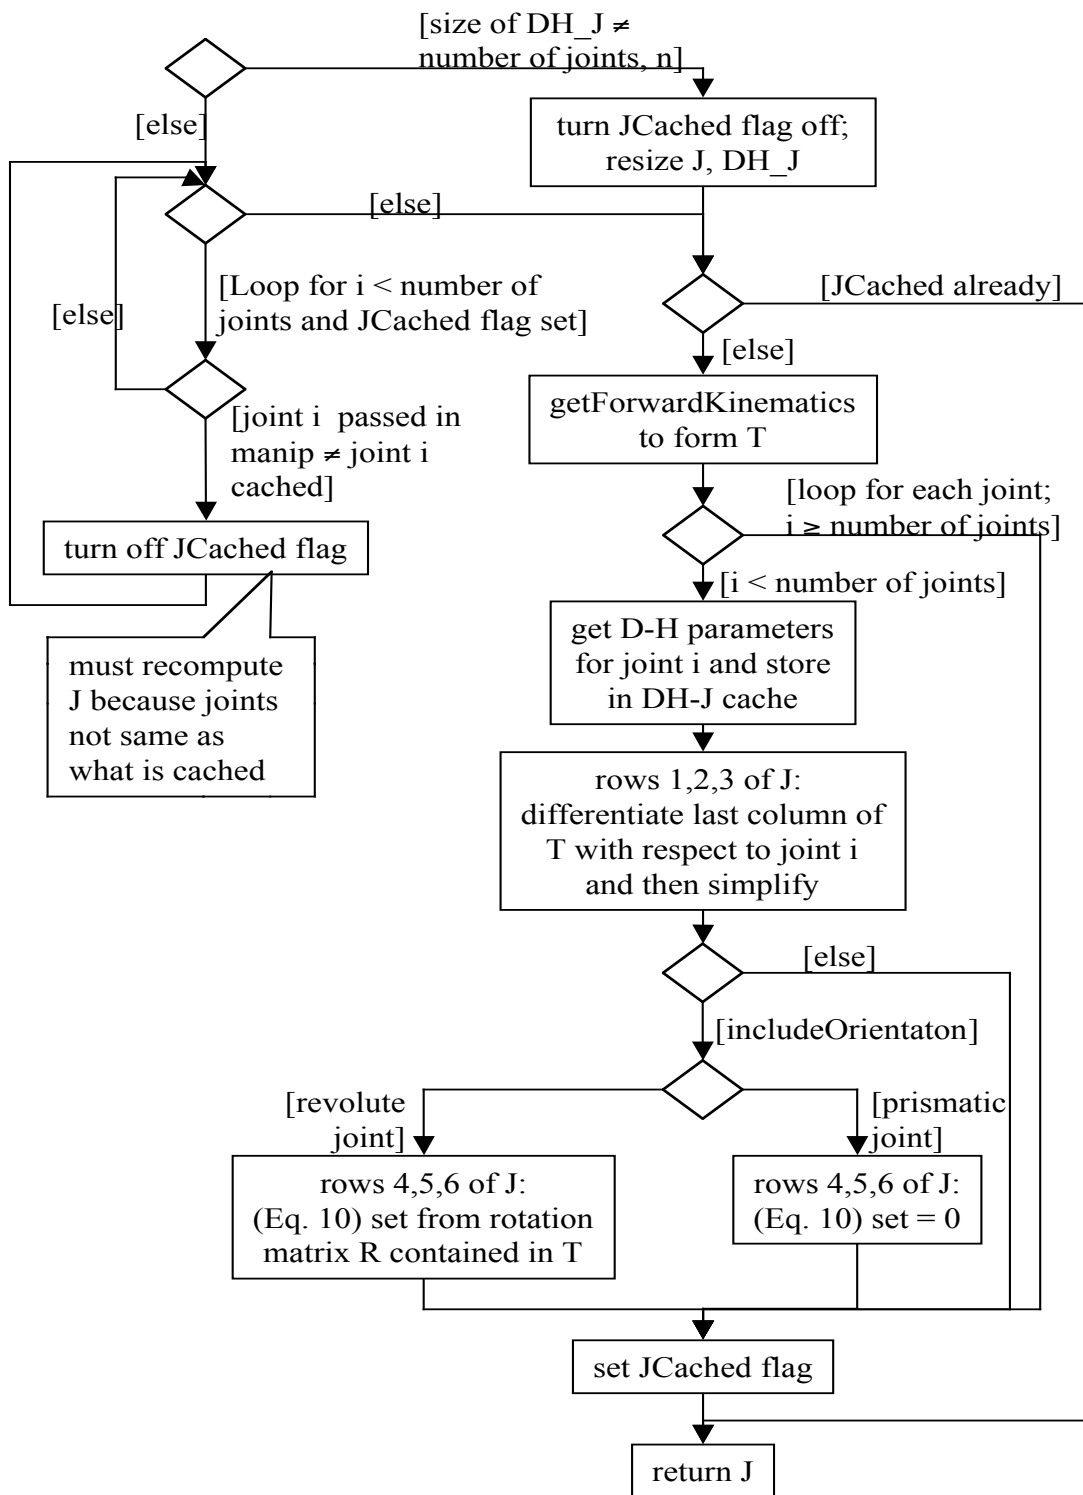 [size of DH_J ≠
number of joints, n]
[else]
turn JCached flag off;
resize J, DH_J
[else]
[JCached already]
[Loop for i < number of
joints and JCached flag set]
[else]
[else]
getForwardKinematics
to form T
[joint i  passed in
manip ≠ joint i
cached]
[loop for each joint;
i ≥ number of joints]
turn off JCached flag
[i < number of joints]
get D-H parameters
for joint i and store
in DH-J cache
must recompute
J because joints
not same as
what is cached
rows 1,2,3 of J:
differentiate last column of
T with respect to joint i
and then simplify
[else]
[includeOrientaton]
[revolute
joint]
[prismatic
joint]
rows 4,5,6 of J:
(Eq. 10) set from rotation
matrix R contained in T
rows 4,5,6 of J:
(Eq. 10) set = 0
set JCached flag
return J